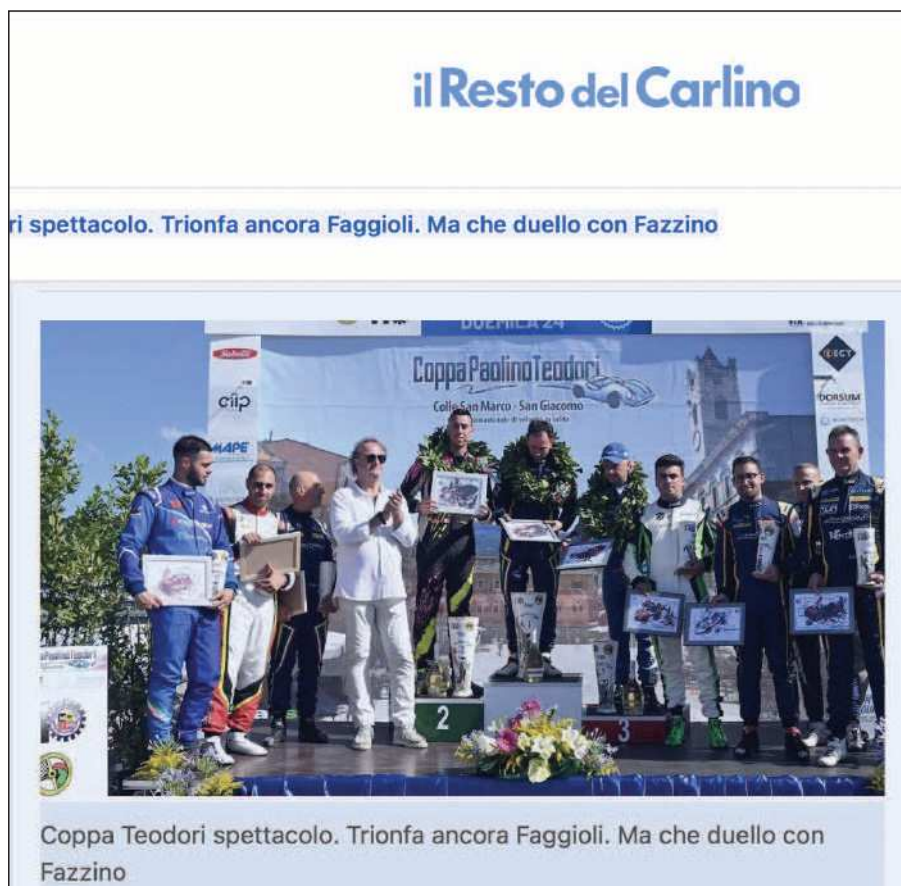 il Resto del Carlino
ri spettacolo. Trionfa ancora Faggioli. Ma che duello con Fazzino
DUEMILA 24
Coppa Paolino Teodori
Colle San Marco - San Giacomo
ciip
MAPE
EGT
DORSUM
2
1
3
Coppa Teodori spettacolo. Trionfa ancora Faggioli. Ma che duello con
Fazzino